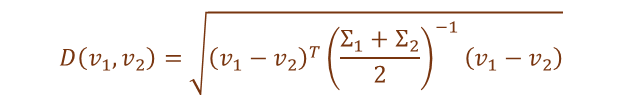 D(v₁, v₂) = √((v₁ − v₂)ᵀ ((Σ₁ + Σ₂)/2)⁻¹ (v₁ − v₂))